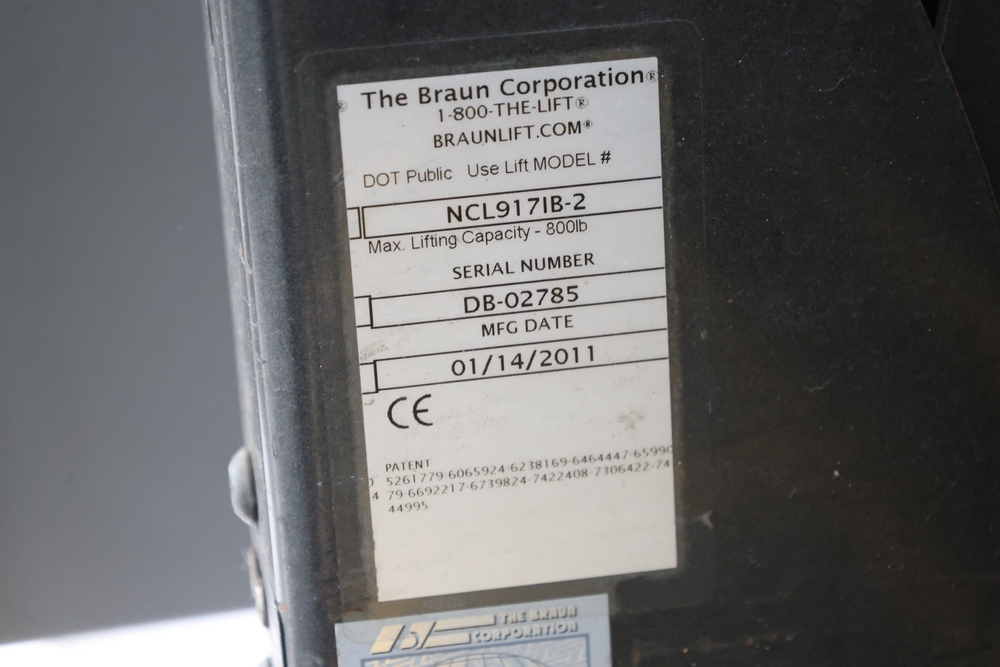 ® The Braun Corporation®
1-800-THE-LIFT®
BRAUNLIFT.COM®
DOT Public Use Lift MODEL #
NCL917IB-2
Max. Lifting Capacity - 800lb
SERIAL NUMBER
DB-02785
MFG DATE
01/14/2011
CE
PATENT
5261779-6065924-6238169-6464447-65990
4 79-6692217-6739824-7422408-7306422-74
44995
THE BRAUN
CORPORATION